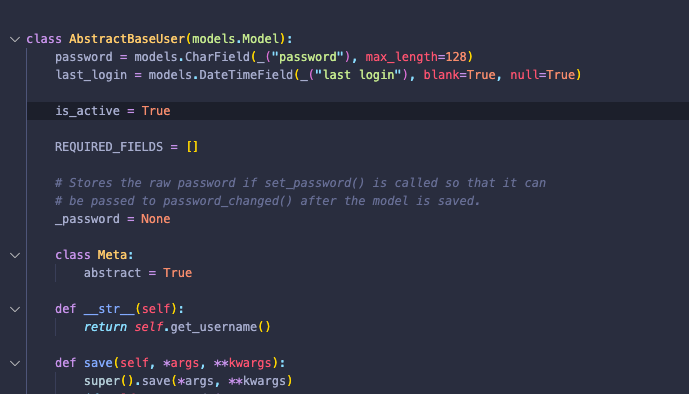 class AbstractBaseUser(models.Model):
password = models.CharField(_("password"), max_length=128)
last_login = models.DateTimeField(_("last login"), blank=True, null=True)
is_active = True
REQUIRED_FIELDS = []
# Stores the raw password if set_password() is called so that it can
# be passed to password_changed() after the model is saved.
_password = None
class Meta:
abstract = True
def __str__(self):
return self.get_username()
def save(self, *args, **kwargs):
super().save(*args, **kwargs)